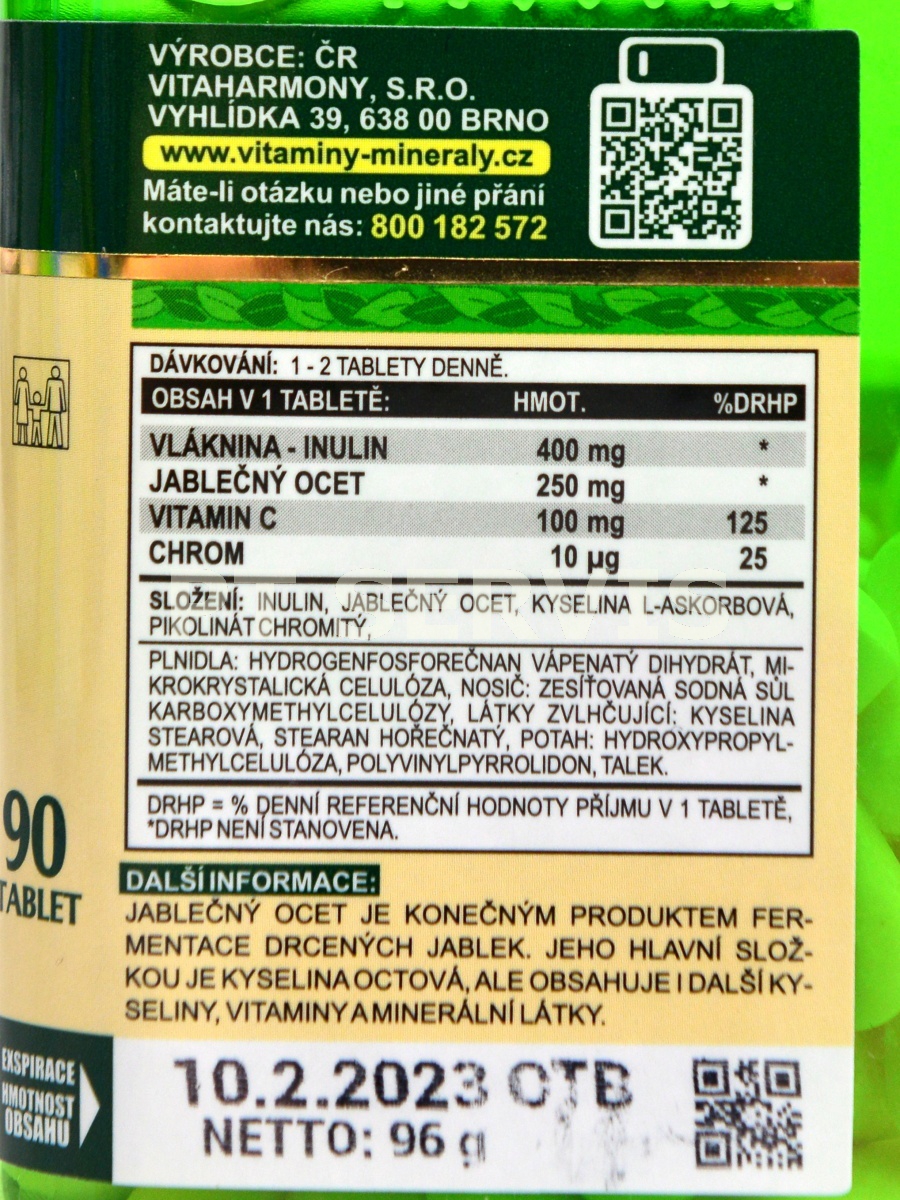 VÝROBCE: ČR
VITAHARMONY, S.R.O.
VYHLÍDKA 39, 638 00 BRNO
www.vitaminy-mineraly.cz
Máte-li otázku nebo jiné přání
kontaktujte nás: 800 182 572
DÁVKOVÁNÍ: 1 - 2 TABLETY DENNĚ.
OBSAH V 1 TABLETĚ: HMOT. %DRHP
VLÁKNINA - INULIN 400 mg *
JABLEČNÝ OCET 250 mg *
VITAMIN C 100 mg 125
CHROM 10 µg 25
SLOŽENÍ: INULIN, JABLEČNÝ OCET, KYSELINA L-ASKORBOVÁ,
PIKOLINÁT CHROMITÝ,
PLNIDLA: HYDROGENFOSFOREČNAN VÁPENATÝ DIHYDRÁT, MI-
KROKRYSTALICKÁ CELULÓZA, NOSIČ: ZESÍŤOVANÁ SODNÁ SŮL
KARBOXYMETHYLCELULÓZY, LÁTKY ZVLHČUJÍCÍ: KYSELINA
STEAROVÁ, STEARAN HOŘEČNATÝ, POTAH: HYDROXYPROPYL-
METHYLCELULÓZA, POLYVINYLPYRROLIDON, TALEK.
DRHP = % DENNÍ REFERENČNÍ HODNOTY PŘÍJMU V 1 TABLETĚ,
*DRHP NENÍ STANOVENA.
90
TABLET
DALŠÍ INFORMACE:
JABLEČNÝ OCET JE KONEČNÝM PRODUKTEM FER-
MENTACE DRCENÝCH JABLEK. JEHO HLAVNÍ SLOŽ-
KOU JE KYSELINA OCTOVÁ, ALE OBSAHUJE I DALŠÍ KY-
SELINY, VITAMINY A MINERÁLNÍ LÁTKY.
EXSPIRACE
HMOTNOST
OBSAHU
10.2.2023 OTB
NETTO: 96 g